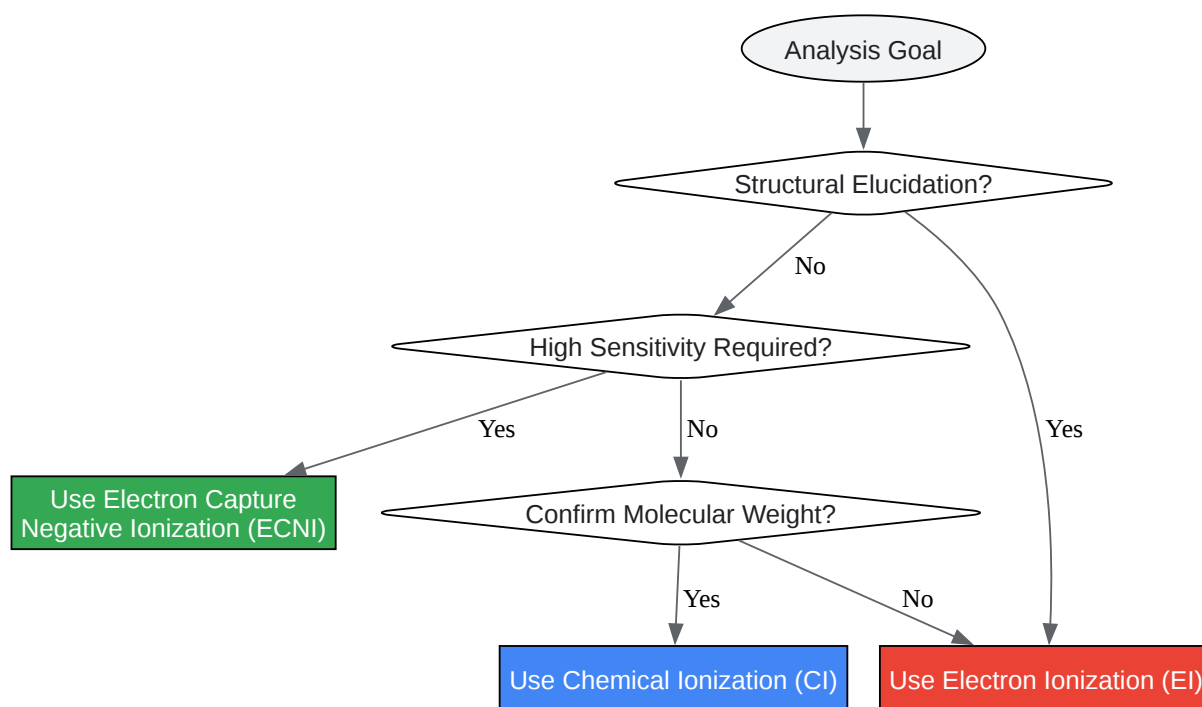 Analysis Goal
Structural Elucidation?
No
High Sensitivity Required?
Yes
No
Yes
Use Electron Capture
Negative Ionization (ECNI)
Confirm Molecular Weight?
Yes
No
Use Chemical Ionization (CI)
Use Electron Ionization (EI)